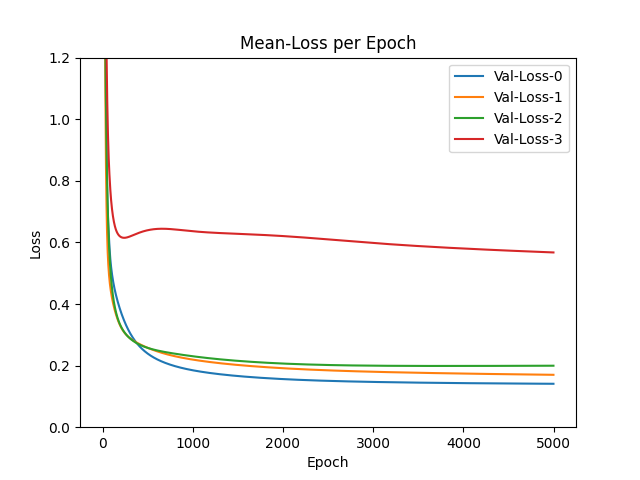 Mean-Loss per Epoch
1.2
1.0
0.8
0.6
0.4
0.2
0.0
Loss
Val-Loss-0
Val-Loss-1
Val-Loss-2
Val-Loss-3
0 1000 2000 3000 4000 5000
Epoch